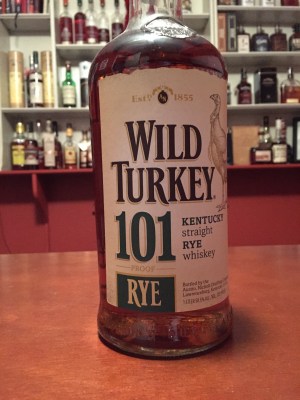 ESTD 1855
WILD
TURKEY
101
PROOF
RYE
KENTUCKY
straight
RYE
whiskey